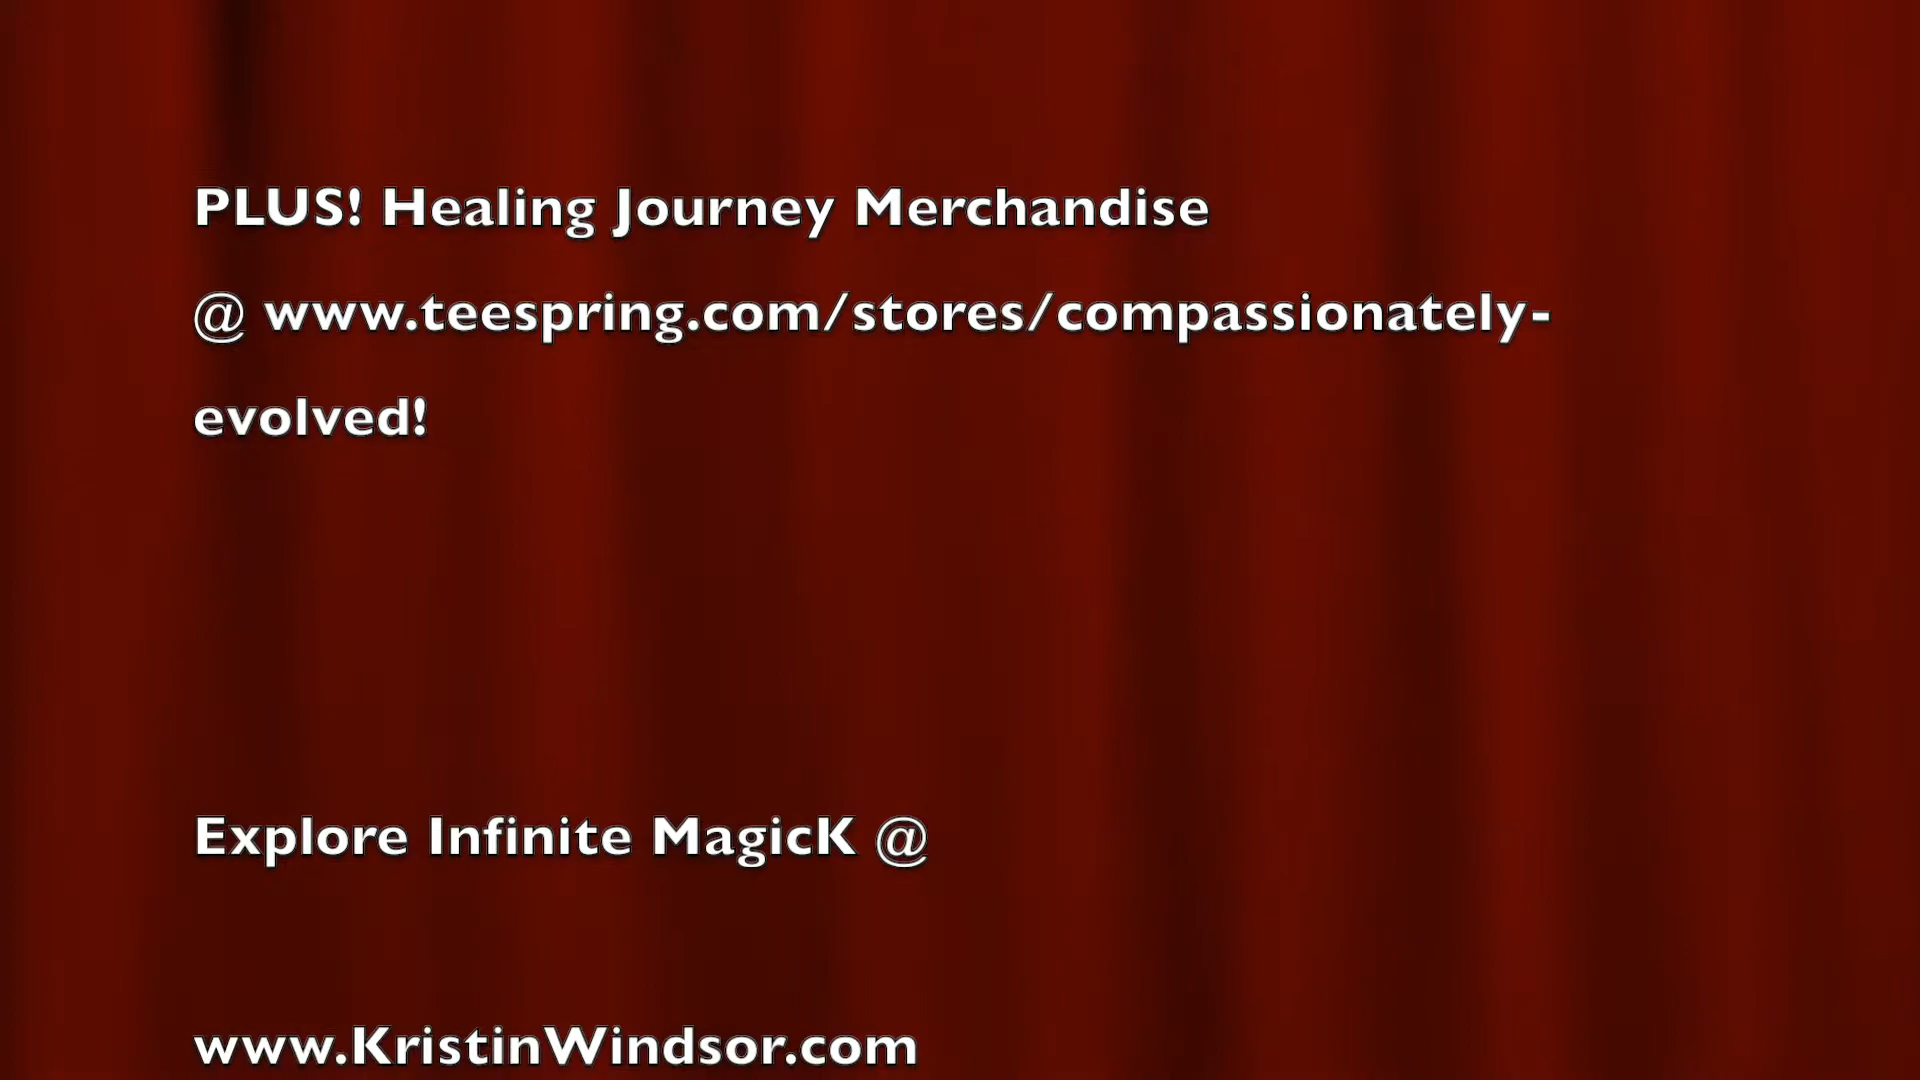 PLUS! Healing Journey Merchandise
@ www.teespring.com/stores/compassionately-
evolved!
Explore Infinite MagicK @
www.KristinWindsor.com